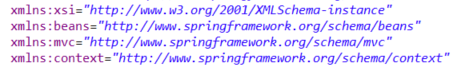 xmlns:xsi="http://www.w3.org/2001/XMLSchema-instance"
xmlns:beans="http://www.springframework.org/schema/beans"
xmlns:mvc="http://www.springframework.org/schema/mvc"
xmlns:context="http://www.springframework.org/schema/context"